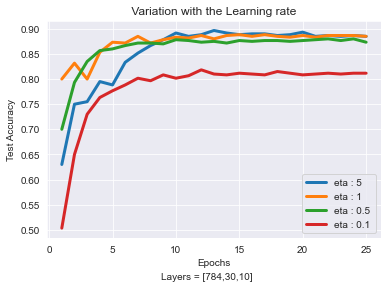 Variation with the Learning rate
0.90
0.85
0.80
0.75
0.70
0.65
0.60
0.55
0.50
Test Accuracy
eta : 5
eta : 1
eta : 0.5
eta : 0.1
0 5 10 15 20 25
Epochs
Layers = [784,30,10]